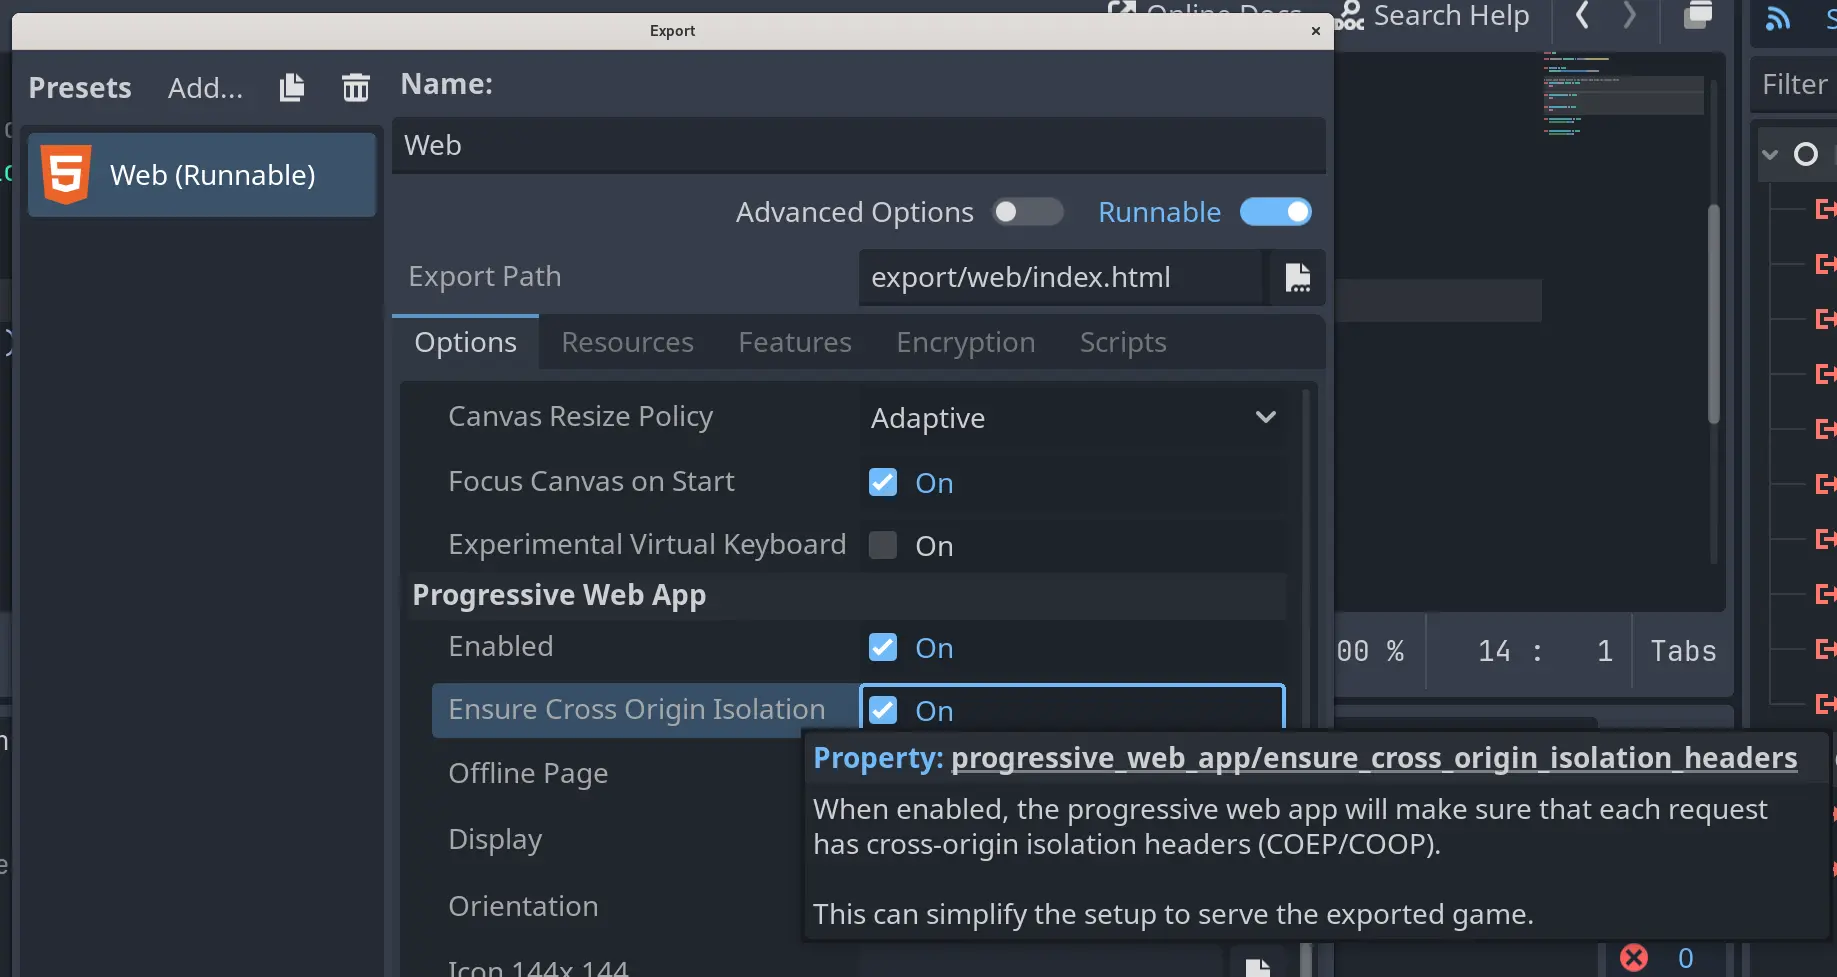 Export
Search Help
Presets
Add...
Name:
Filter
Web (Runnable)
Web
Advanced Options
Runnable
Export Path
export/web/index.html
Options
Resources
Features
Encryption
Scripts
Canvas Resize Policy
Adaptive
Focus Canvas on Start
On
Experimental Virtual Keyboard
On
Progressive Web App
Enabled
On
00 %
14 : 1
Tabs
Ensure Cross Origin Isolation
On
Property: progressive_web_app/ensure_cross_origin_isolation_headers
When enabled, the progressive web app will make sure that each request
has cross-origin isolation headers (COEP/COOP).
This can simplify the setup to serve the exported game.
Offline Page
Display
Orientation
Icon 144x 144
0